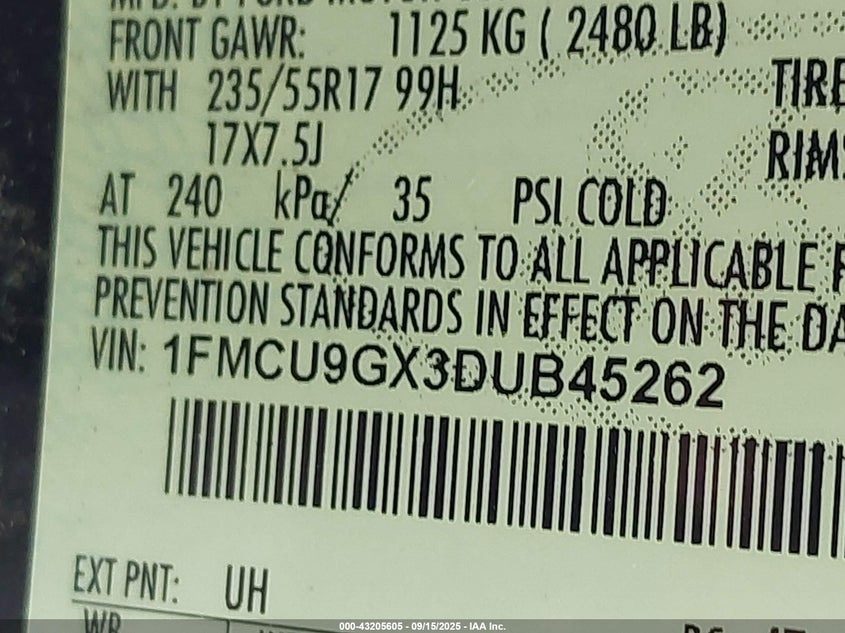 FRONT GAWR: 1125 KG ( 2480 LB)
WITH 235/55R17 99H TIRE
17X7.5J RIMS
AT 240 kPa/ 35 PSI COLD
THIS VEHICLE CONFORMS TO ALL APPLICABLE F
PREVENTION STANDARDS IN EFFECT ON THE DA
VIN: 1FMCU9GX3DUB45262
EXT PNT: UH
000-43205605 - 09/15/2025 - IAA Inc.